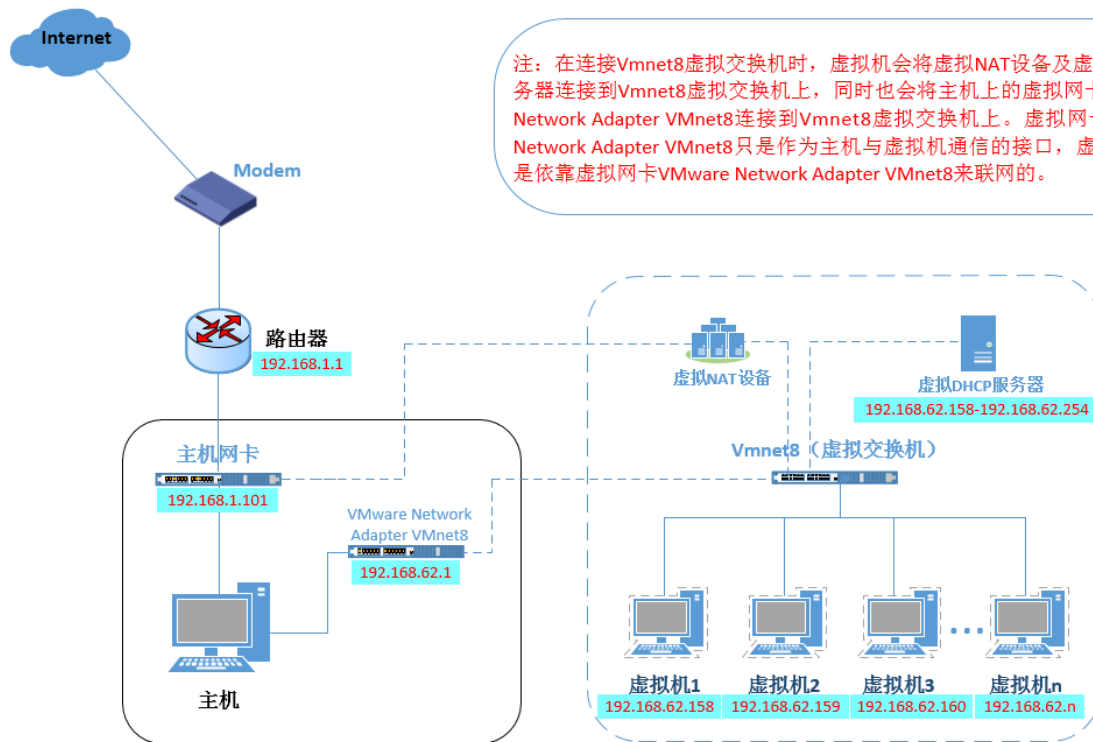 Internet
注：在连接Vmnet8虚拟交换机时，虚拟机会将虚拟NAT设备及虚
务器连接到Vmnet8虚拟交换机上，同时也会将主机上的虚拟网卡
Network Adapter VMnet8连接到Vmnet8虚拟交换机上。虚拟网卡
Network Adapter VMnet8只是作为主机与虚拟机通信的接口，虚
是依靠虚拟网卡VMware Network Adapter VMnet8来联网的。
Modem
路由器
192.168.1.1
虚拟NAT设备
虚拟DHCP服务器
192.168.62.158-192.168.62.254
主机网卡
192.168.1.101
Vmnet8（虚拟交换机）
VMware Network
Adapter VMnet8
192.168.62.1
主机
虚拟机1
192.168.62.158
虚拟机2
192.168.62.159
虚拟机3
192.168.62.160
虚拟机n
192.168.62.n